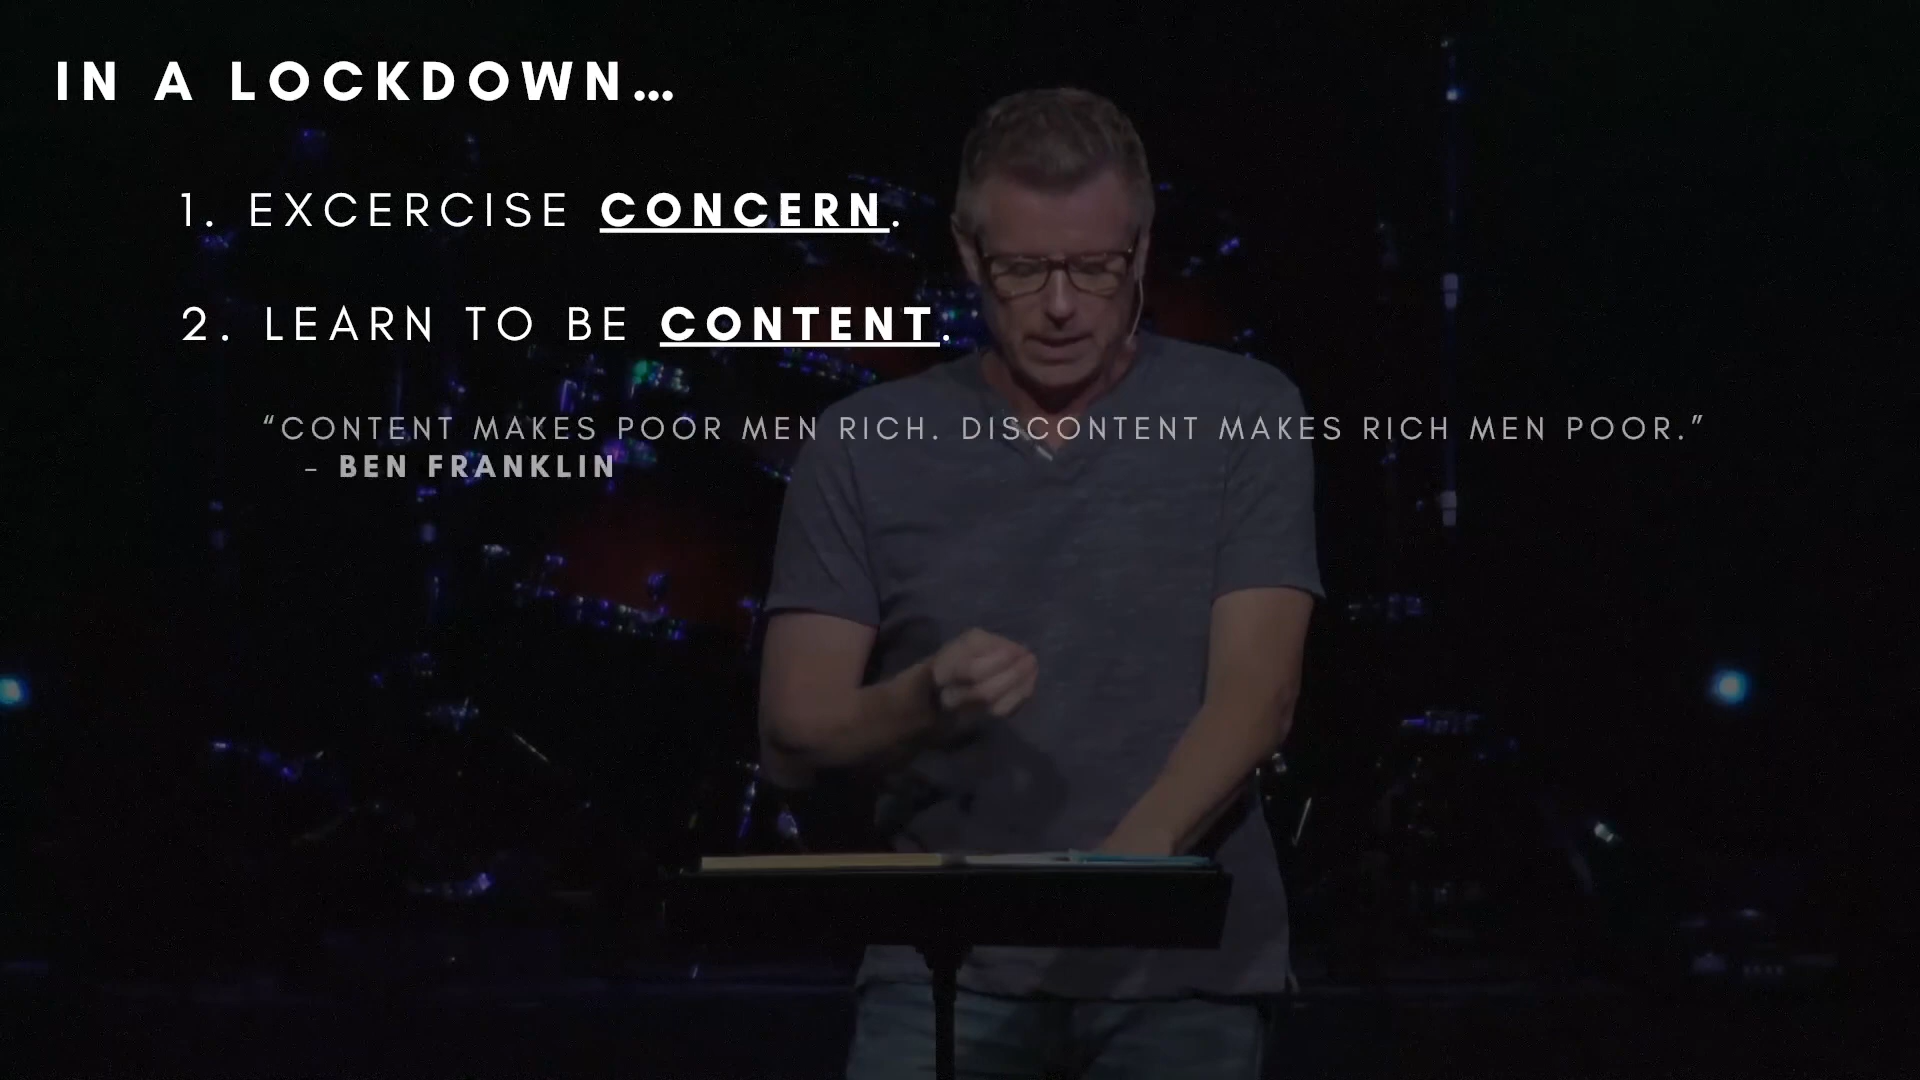 IN A LOCKDOWN…
1. EXCERCISE CONCERN.
2. LEARN TO BE CONTENT.
“CONTENT MAKES POOR MEN RICH. DISCONTENT MAKES RICH MEN POOR.”
– BEN FRANKLIN